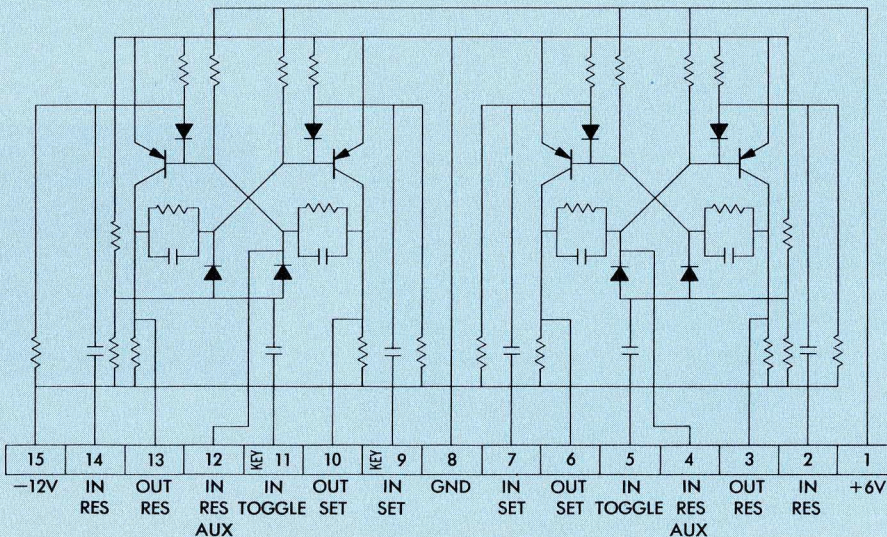 15 14 13 12 KEY 11 10 KEY 9 8 7 6 5 4 3 2 1
−12V IN OUT IN IN OUT IN GND IN OUT IN IN OUT IN +6V
RES RES RES TOGGLE SET SET SET SET TOGGLE RES RES RES
AUX AUX